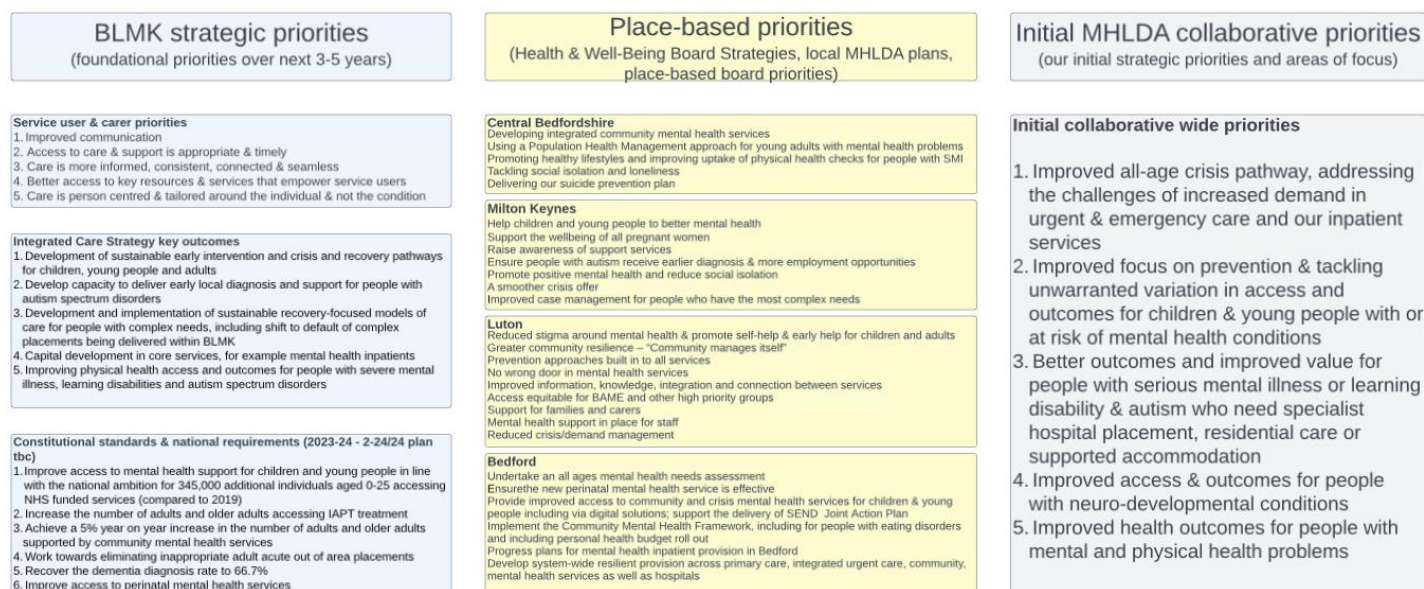 BLMK strategic priorities
(foundational priorities over next 3-5 years)
Service user & carer priorities
1. Improved communication
2. Access to care & support is appropriate & timely
3. Care is more informed, consistent, connected & seamless
4. Better access to key resources & services that empower service users
5. Care is person centred & tailored around the individual & not the condition
Integrated Care Strategy key outcomes
1. Development of sustainable early intervention and crisis and recovery pathways
for children, young people and adults
2. Develop capacity to deliver early local diagnosis and support for people with
autism spectrum disorders
3. Development and implementation of sustainable recovery-focused models of
care for people with complex needs, including shift to default of complex
placements being delivered within BLMK
4. Capital development in core services, for example mental health inpatients
5. Improving physical health access and outcomes for people with severe mental
illness, learning disabilities and autism spectrum disorders
Constitutional standards & national requirements (2023-24 - 2-24/24 plan
tbc)
1. Improve access to mental health support for children and young people in line
with the national ambition for 345,000 additional individuals aged 0-25 accessing
NHS funded services (compared to 2019)
2. Increase the number of adults and older adults accessing IAPT treatment
3. Achieve a 5% year on year increase in the number of adults and older adults
supported by community mental health services
4. Work towards eliminating inappropriate adult acute out of area placements
5. Recover the dementia diagnosis rate to 66.7%
6. Improve access to perinatal mental health services
Place-based priorities
(Health & Well-Being Board Strategies, local MHLDA plans,
place-based board priorities)
Central Bedfordshire
Developing integrated community mental health services
Using a Population Health Management approach for young adults with mental health problems
Promoting healthy lifestyles and improving uptake of physical health checks for people with SMI
Tackling social isolation and loneliness
Delivering our suicide prevention plan
Milton Keynes
Help children and young people to better mental health
Support the wellbeing of all pregnant women
Raise awareness of support services
Ensure people with autism receive earlier diagnosis & more employment opportunities
Promote positive mental health and reduce social isolation
A smoother crisis offer
Improved case management for people who have the most complex needs
Luton
Reduced stigma around mental health & promote self-help & early help for children and adults
Greater community resilience – "Community manages itself"
Prevention approaches built in to all services
No wrong door in mental health services
Improved information, knowledge, integration and connection between services
Access equitable for BAME and other high priority groups
Support for families and carers
Mental health support in place for staff
Reduced crisis/demand management
Bedford
Undertake an all ages mental health needs assessment
Ensurethe new perinatal mental health service is effective
Provide improved access to community and crisis mental health services for children & young
people including via digital solutions; support the delivery of SEND Joint Action Plan
Implement the Community Mental Health Framework, including for people with eating disorders
and including personal health budget roll out
Progress plans for mental health inpatient provision in Bedford
Develop system-wide resilient provision across primary care, integrated urgent care, community,
mental health services as well as hospitals
Initial MHLDA collaborative priorities
(our initial strategic priorities and areas of focus)
Initial collaborative wide priorities
1. Improved all-age crisis pathway, addressing
the challenges of increased demand in
urgent & emergency care and our inpatient
services
2. Improved focus on prevention & tackling
unwarranted variation in access and
outcomes for children & young people with or
at risk of mental health conditions
3. Better outcomes and improved value for
people with serious mental illness or learning
disability & autism who need specialist
hospital placement, residential care or
supported accommodation
4. Improved access & outcomes for people
with neuro-developmental conditions
5. Improved health outcomes for people with
mental and physical health problems